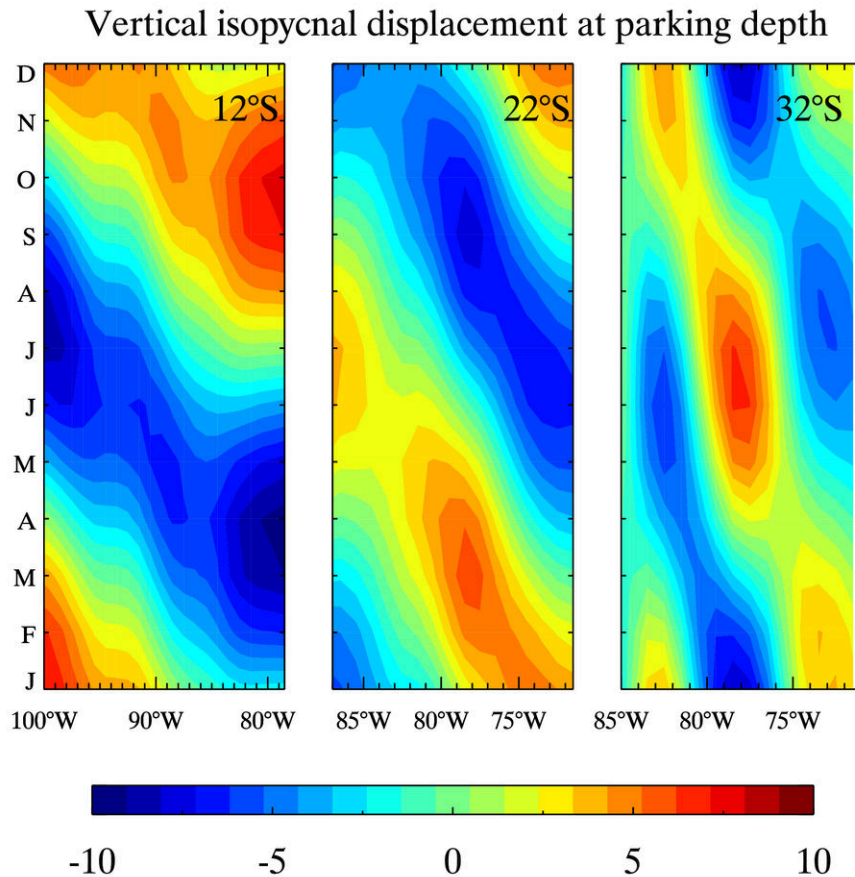 Vertical isopycnal displacement at parking depth
12°S
22°S
32°S
D
N
O
S
A
J
J
M
A
M
F
J
100°W 90°W 80°W
85°W 80°W 75°W
85°W 80°W 75°W
-10 -5 0 5 10